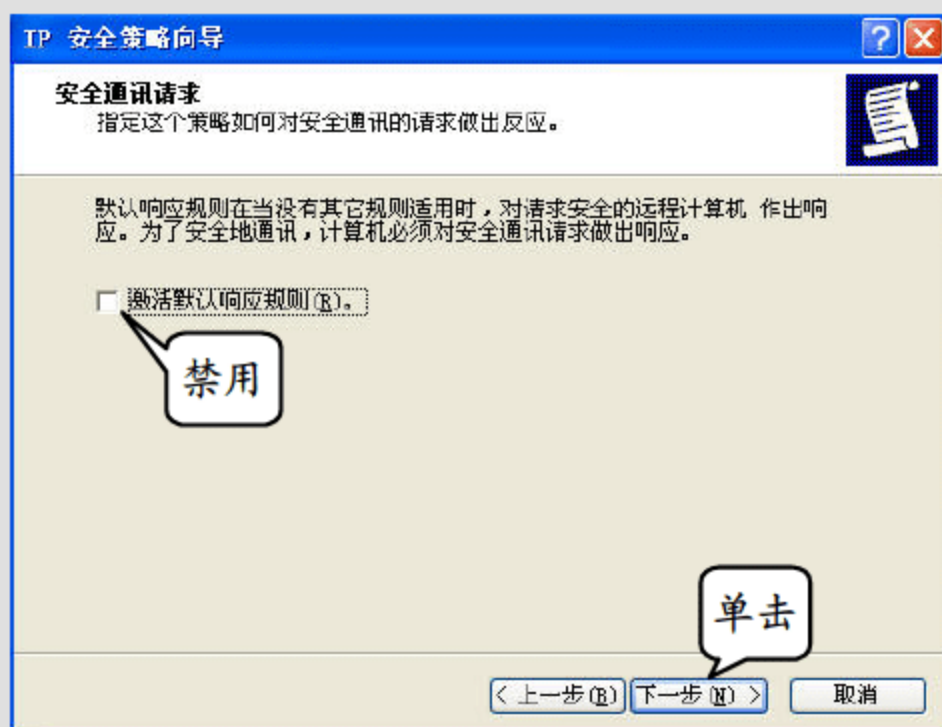 IP 安全策略向导
安全通讯请求
指定这个策略如何对安全通讯的请求做出反应。
默认响应规则在当没有其它规则适用时，对请求安全的远程计算机 作出响
应。为了安全地通讯，计算机必须对安全通讯请求做出响应。
激活默认响应规则(R)。
禁用
单击
< 上一步(B)
下一步(N) >
取消